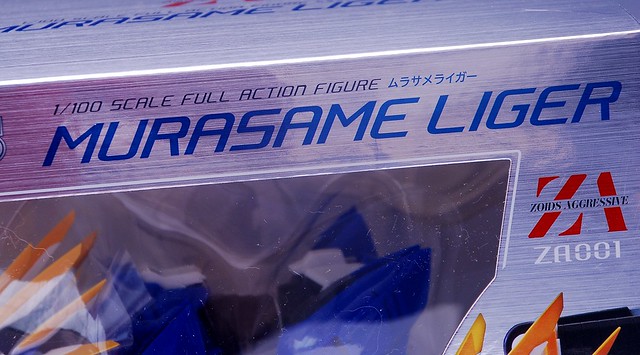 MURASAME LIGER
1/100 SCALE FULL ACTION FIGURE ムラサメライガー
MURASAME LIGER
ZA
ZOIDS AGGRESSIVE
ZA001